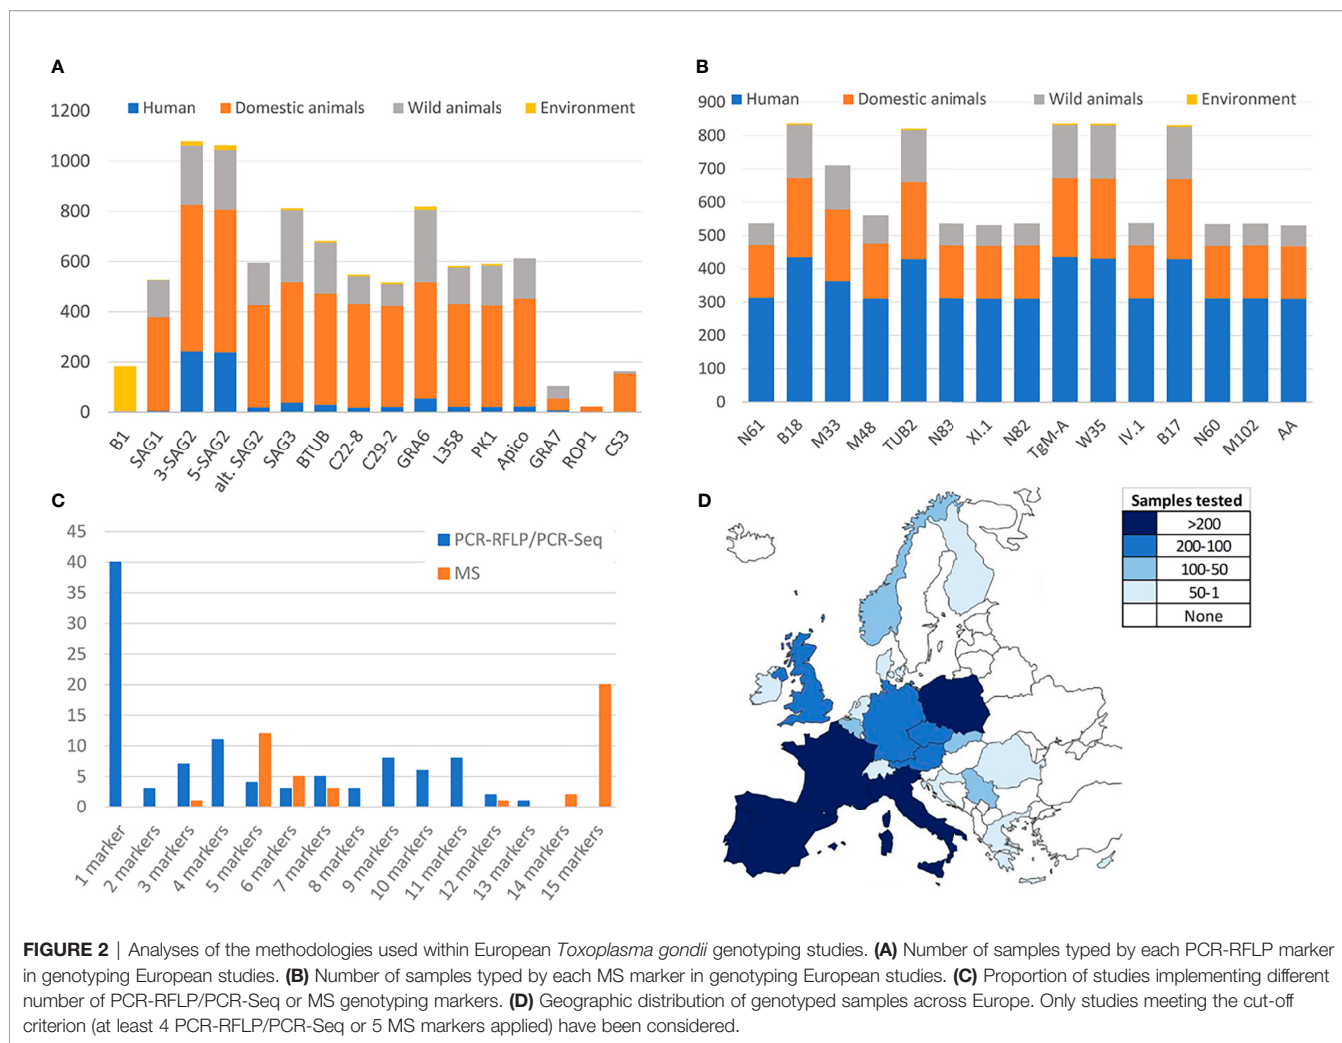 A
Human Domestic animals Wild animals Environment
1200
1000
800
600
400
200
0
B1 SAG1 3-SAG2 5-SAG2 alt. SAG2 SAG3 BTUB C22-8 C29-2 GRA6 L358 PK1 Apico GRA7 ROP1 CS3
B
900
Human Domestic animals Wild animals Environment
800
700
600
500
400
300
200
100
0
N61 B18 M33 M48 TUB2 N83 XI.1 N82 TgM-A W35 IV.1 B17 N60 M102 AA
C
45
PCR-RFLP/PCR-Seq
MS
40
35
30
25
20
15
10
5
0
1 marker 2 markers 3 markers 4 markers 5 markers 6 markers 7 markers 8 markers 9 markers 10 markers 11 markers 12 markers 13 markers 14 markers 15 markers
D
Samples tested
>200
200-100
100-50
50-1
None
FIGURE 2 | Analyses of the methodologies used within European Toxoplasma gondii genotyping studies. (A) Number of samples typed by each PCR-RFLP marker
in genotyping European studies. (B) Number of samples typed by each MS marker in genotyping European studies. (C) Proportion of studies implementing different
number of PCR-RFLP/PCR-Seq or MS genotyping markers. (D) Geographic distribution of genotyped samples across Europe. Only studies meeting the cut-off
criterion (at least 4 PCR-RFLP/PCR-Seq or 5 MS markers applied) have been considered.